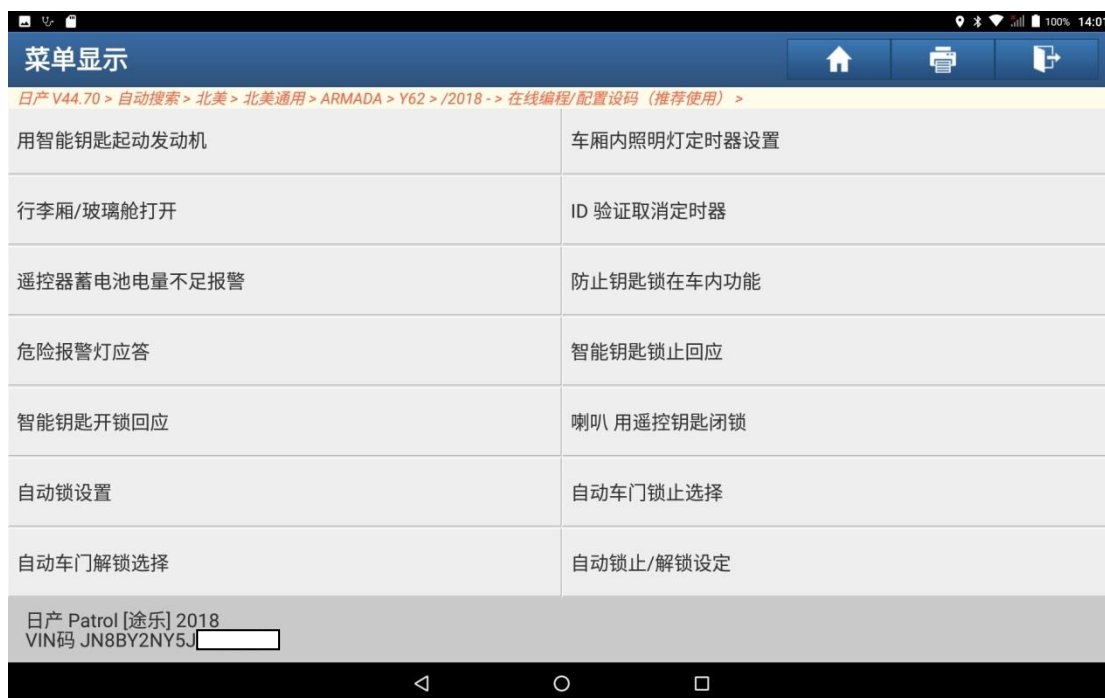 100% 14:01
菜单显示
日产 V44.70 > 自动搜索 > 北美 > 北美通用 > ARMADA > Y62 > /2018 - > 在线编程/配置设码（推荐使用） >
用智能钥匙起动发动机
车厢内照明灯定时器设置
行李厢/玻璃舱打开
ID 验证取消定时器
遥控器蓄电池电量不足报警
防止钥匙锁在车内功能
危险报警灯应答
智能钥匙锁止回应
智能钥匙开锁回应
喇叭 用遥控钥匙闭锁
自动锁设置
自动车门锁止选择
自动车门解锁选择
自动锁止/解锁设定
日产 Patrol [途乐] 2018
VIN码 JN8BY2NY5J